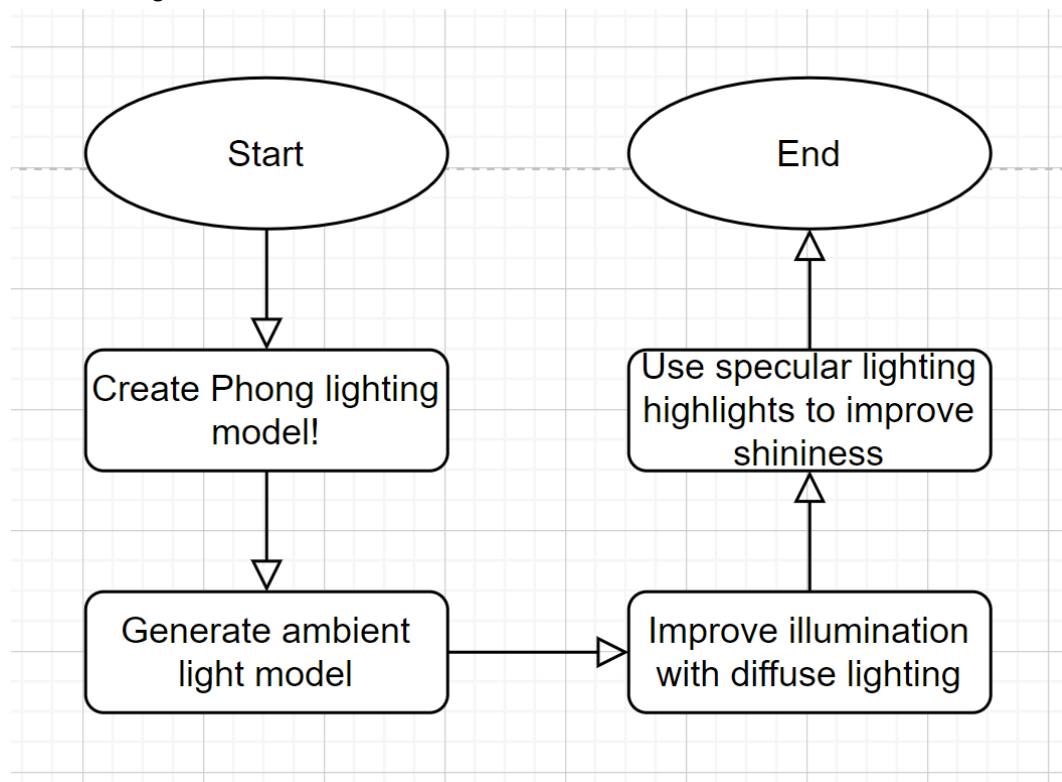 Start
Create Phong lighting
model!
Generate ambient
light model
Improve illumination
with diffuse lighting
Use specular lighting
highlights to improve
shininess
End